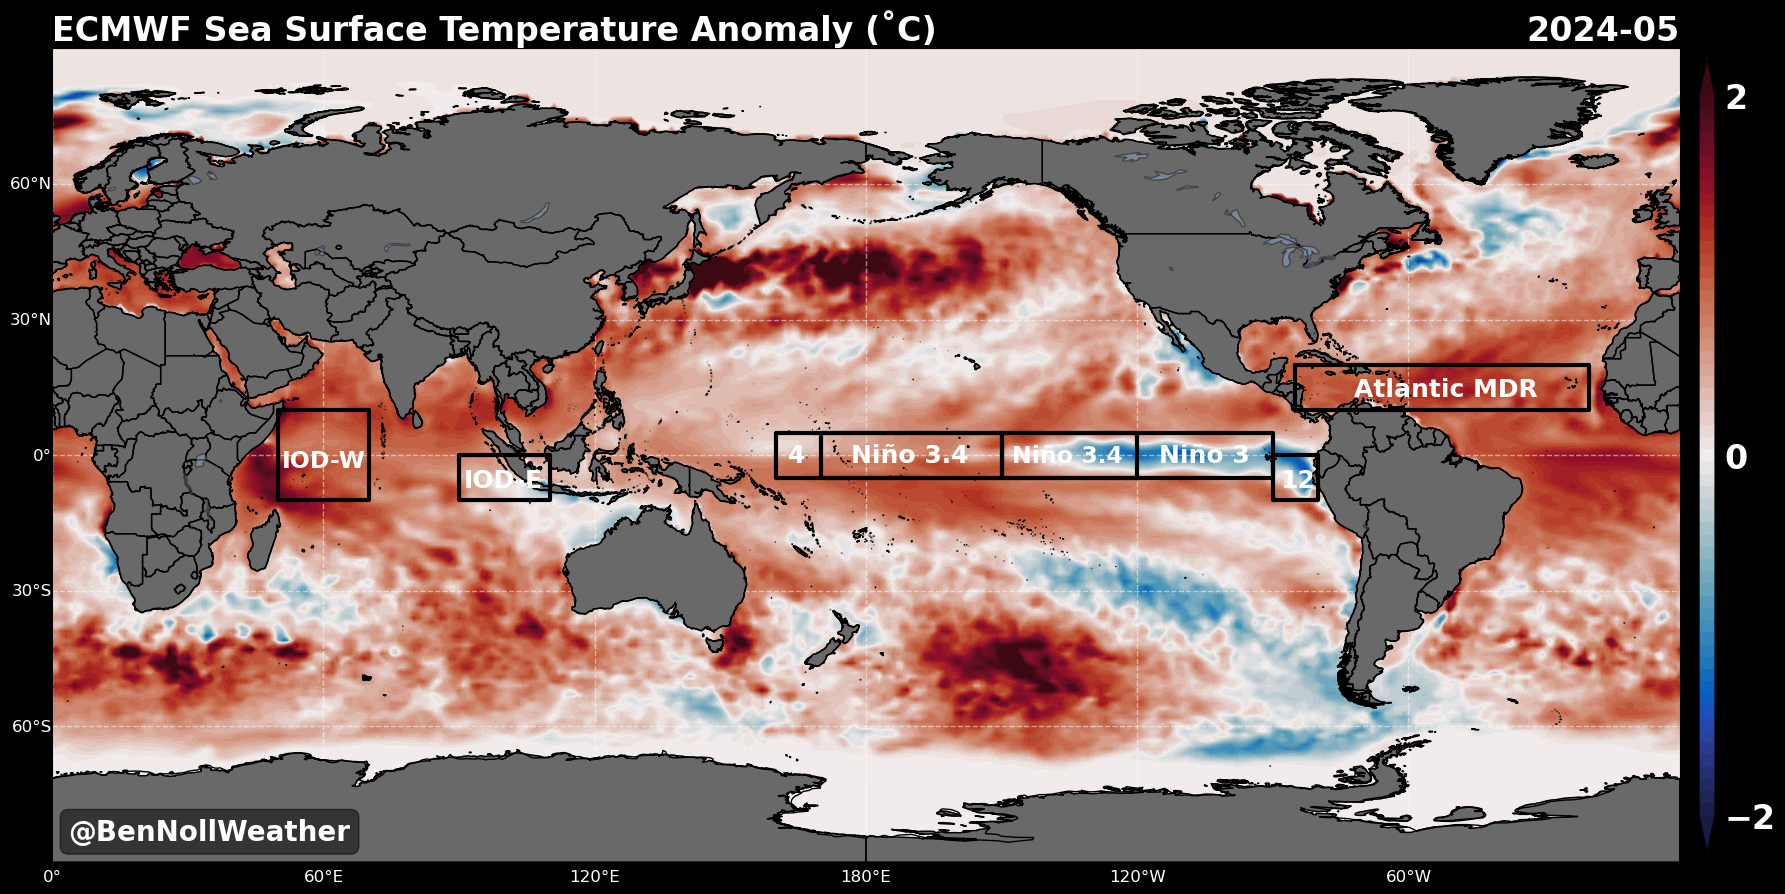 ECMWF Sea Surface Temperature Anomaly (˚C) 2024-05
2
60°N
30°N
Atlantic MDR
0° IOD-W 4 Niño 3.4 Niño 3.4 Niño 3 0
IOD-E 12
30°S
60°S
−2
@BenNollWeather
0° 60°E 120°E 180°E 120°W 60°W